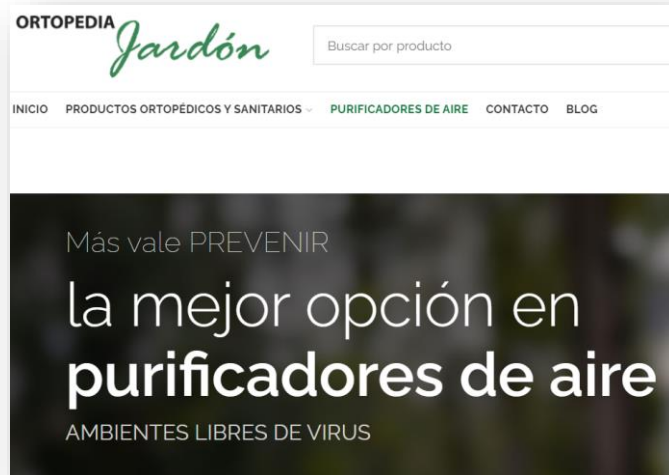 ORTOPEDIA
Jardón
Buscar por producto
INICIO PRODUCTOS ORTOPÉDICOS Y SANITARIOS PURIFICADORES DE AIRE CONTACTO BLOG
Más vale PREVENIR
la mejor opción en
purificadores de aire
AMBIENTES LIBRES DE VIRUS